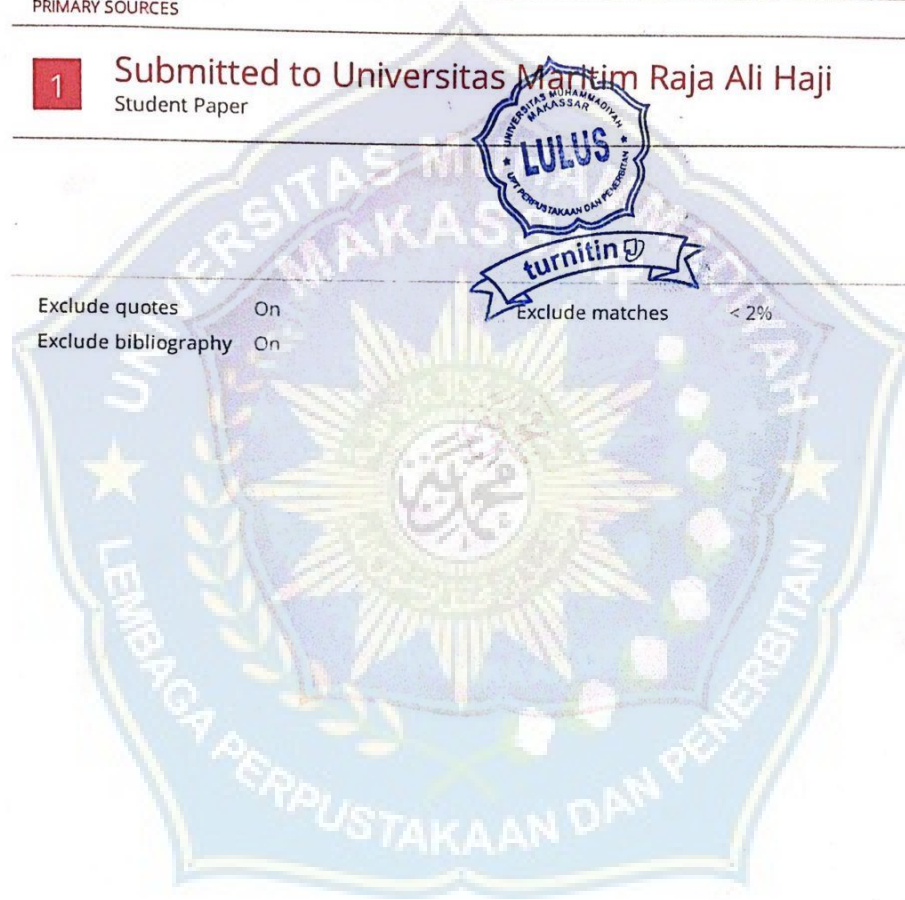 PRIMARY SOURCES
1
Submitted to Universitas Maritim Raja Ali Haji
Student Paper
UNIVERSITAS MUHAMMADIYAH
MAKASSAR
LULUS
UPT PERPUSTAKAAN DAN PENERBITAN
turnitin
Exclude quotes On
Exclude matches < 2%
Exclude bibliography On
UNIVERSITAS MUHAMMADIYAH
MAKASSAR
محمد
LEMBAGA PERPUSTAKAAN DAN PENERBITAN